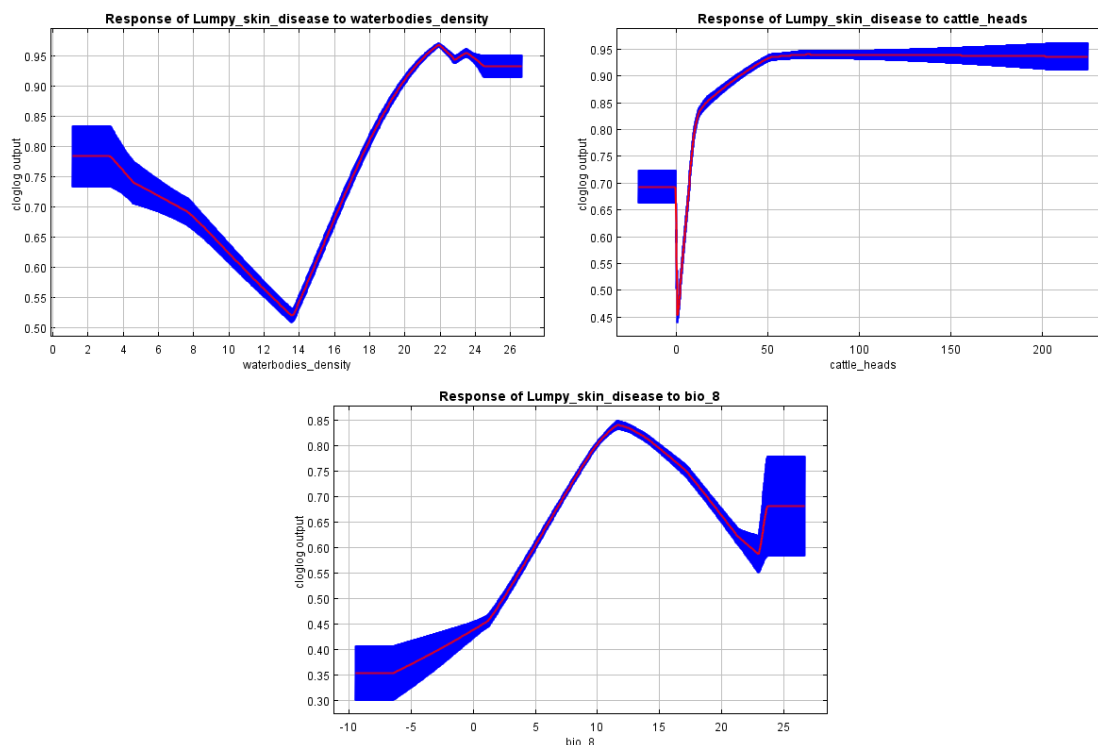 Response of Lumpy_skin_disease to waterbodies_density
cloglog output
0.95
0.90
0.85
0.80
0.75
0.70
0.65
0.60
0.55
0.50
0 2 4 6 8 10 12 14 16 18 20 22 24 26
waterbodies_density
Response of Lumpy_skin_disease to cattle_heads
cloglog output
0.95
0.90
0.85
0.80
0.75
0.70
0.65
0.60
0.55
0.50
0.45
0 50 100 150 200
cattle_heads
Response of Lumpy_skin_disease to bio_8
cloglog output
0.85
0.80
0.75
0.70
0.65
0.60
0.55
0.50
0.45
0.40
0.35
0.30
-10 -5 0 5 10 15 20 25
bio_8